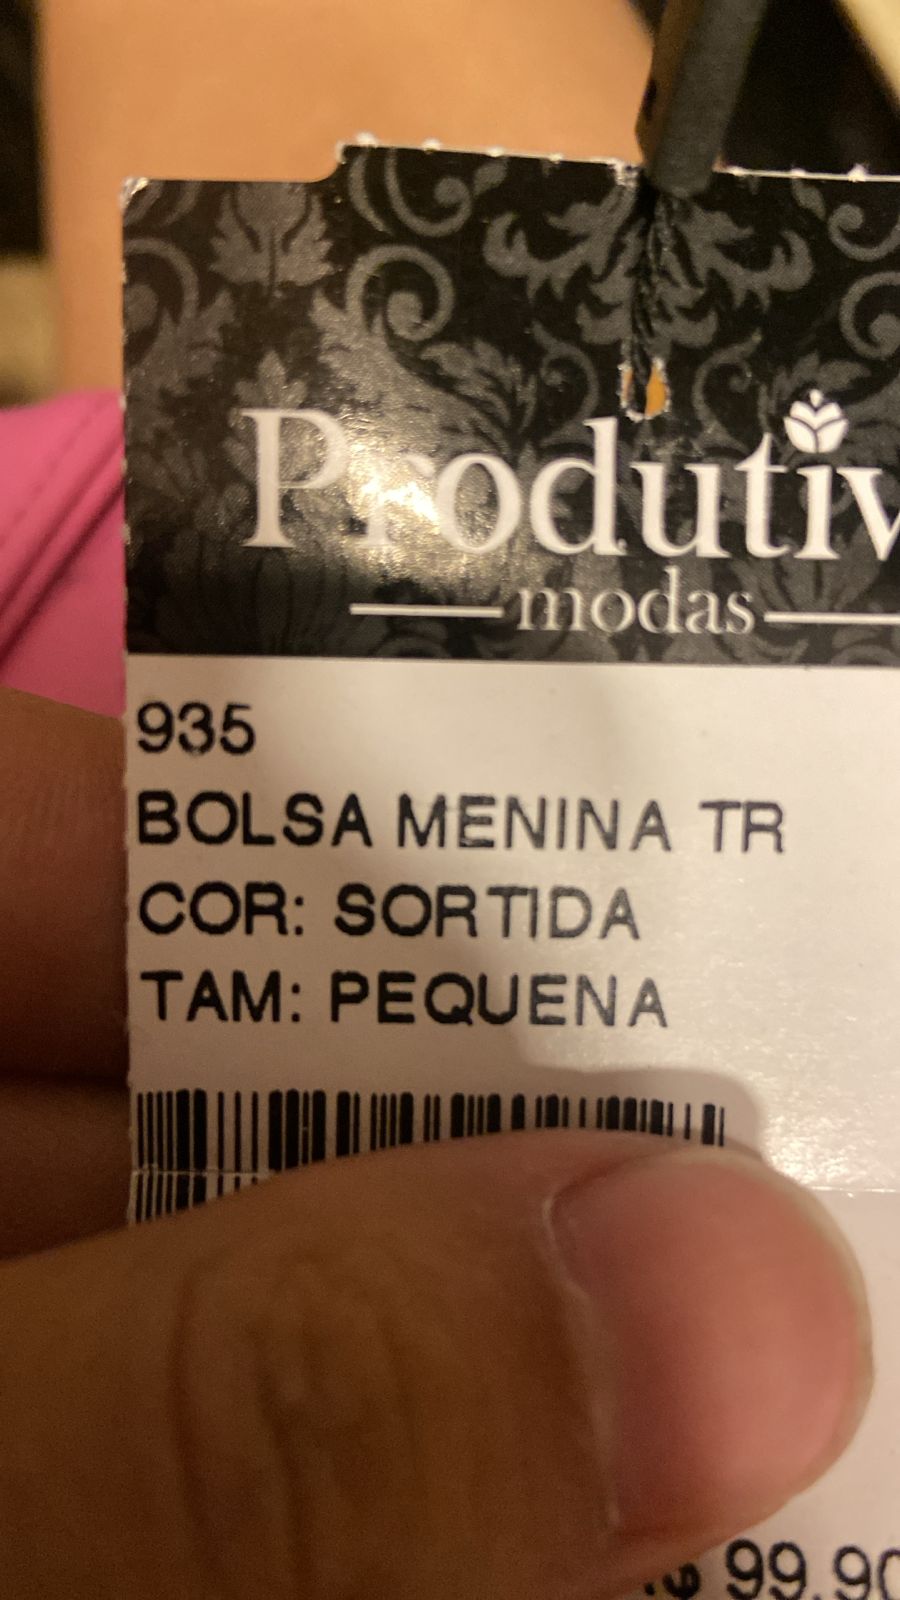 Produtiv
modas
935
BOLSA MENINA TR
COR: SORTIDA
TAM: PEQUENA
99,90